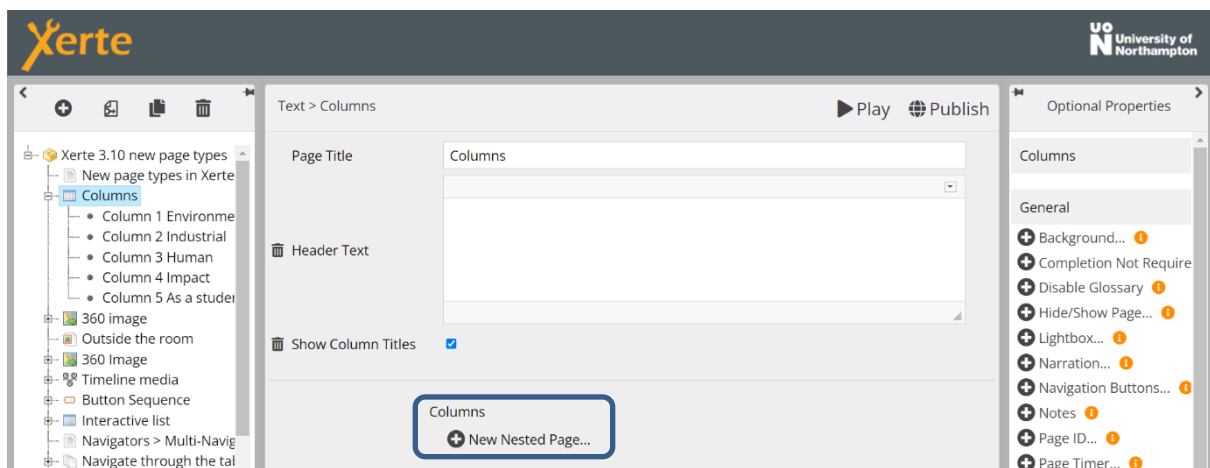 Xerte
UO
N University of
Northampton
Text > Columns
Play
Publish
Optional Properties
Xerte 3.10 new page types
New page types in Xerte
Columns
Column 1 Environme
Column 2 Industrial
Column 3 Human
Column 4 Impact
Column 5 As a studer
360 image
Outside the room
360 Image
Timeline media
Button Sequence
Interactive list
Navigators > Multi-Navig
Navigate through the tal
Page Title
Columns
Header Text
Show Column Titles
Columns
New Nested Page...
Columns
General
Background...
Completion Not Require
Disable Glossary
Hide/Show Page...
Lightbox...
Narration...
Navigation Buttons...
Notes
Page ID...
Page Timer...